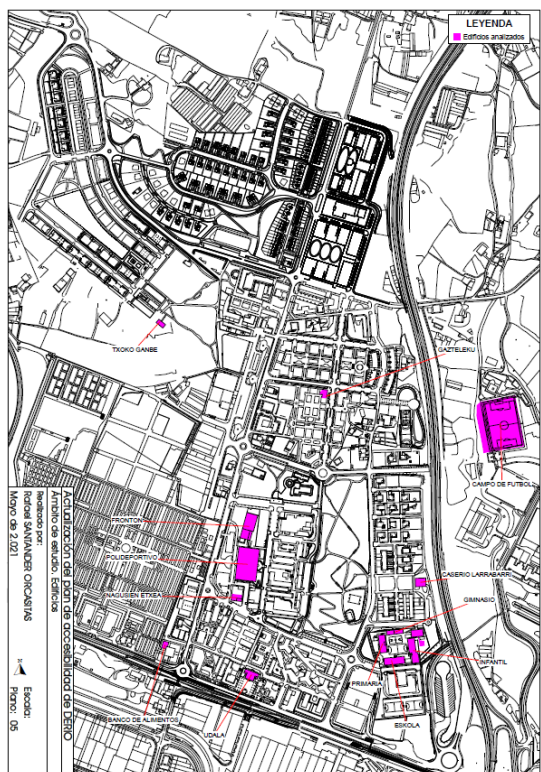 LEYENDA
Edificios analizados
TXOKO GANBE
GAZTELEKU
CAMPO DE FUTBOL
FRONTON
POLIDEPORTIVO
NAGUSIEN ETXEA
CASERIO LARRABARRI
GIMNASIO
INFANTIL
PRIMARIA
ESKOLA
BANCO DE ALIMENTOS
UDALA
Actualización del plan de accesibilidad de DERIO
Ámbito de estudio: Edificios
Realizado por:
Rafael SANTANDER ORCASITAS
Mayo de 2.021
Escala:
Plano: 05
N